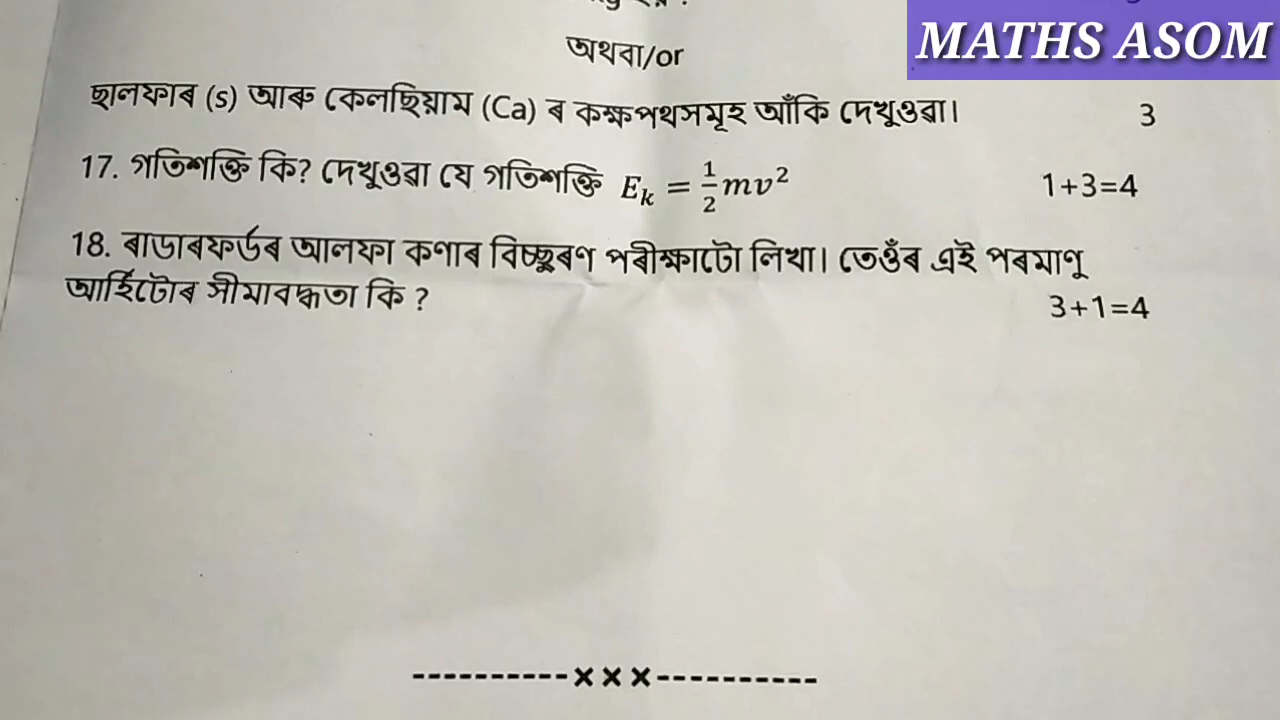 MATHS ASOM
অথবা/or
ছালফাৰ (s) আৰু কেলছিয়াম (Ca) ৰ কক্ষপথসমূহ আঁকি দেখুওৱা। 3
17. গতিশক্তি কি? দেখুওৱা যে গতিশক্তি E_k = 1/2 mv² 1+3=4
18. ৰাডাৰফৰ্ডৰ আলফা কণাৰ বিচ্ছুৰণ পৰীক্ষাটো লিখা। তেওঁৰ এই পৰমাণু
আৰ্হিটোৰ সীমাবদ্ধতা কি ? 3+1=4
----------×××-----------